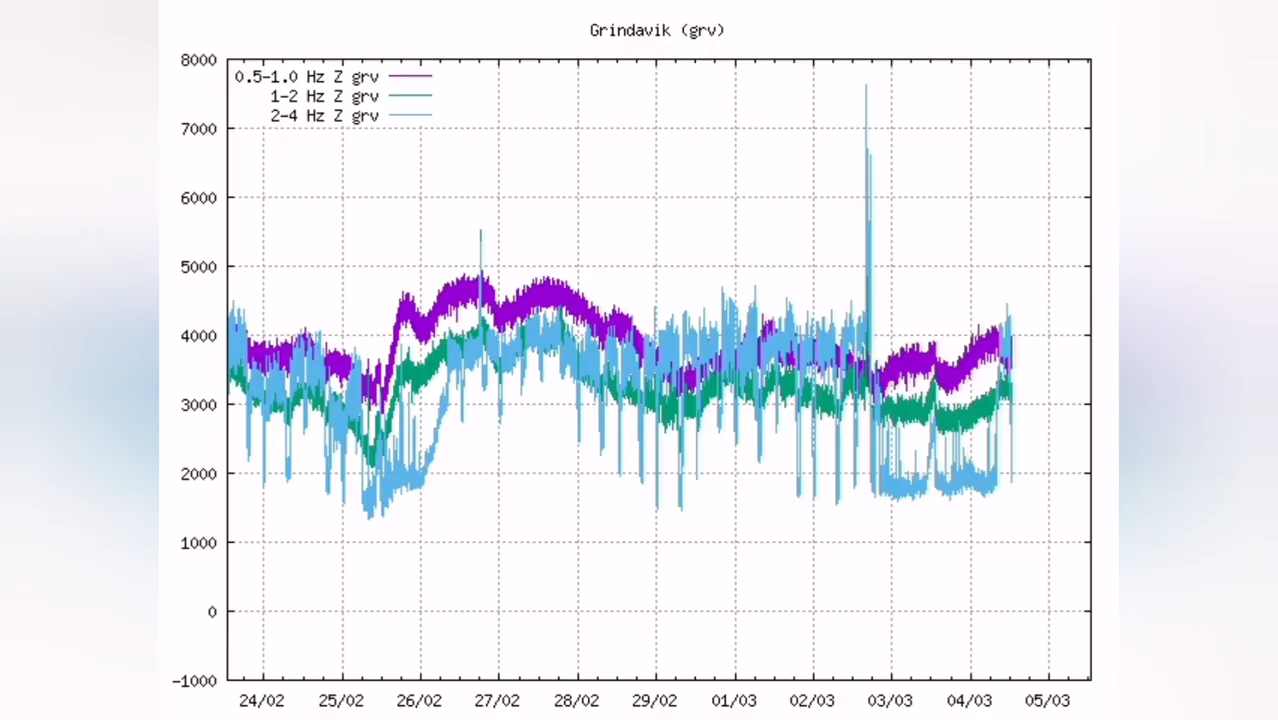 Grindavik (grv)
8000
0.5-1.0 Hz Z grv
1-2 Hz Z grv
2-4 Hz Z grv
7000
6000
5000
4000
3000
2000
1000
0
-1000
24/02 25/02 26/02 27/02 28/02 29/02 01/03 02/03 03/03 04/03 05/03